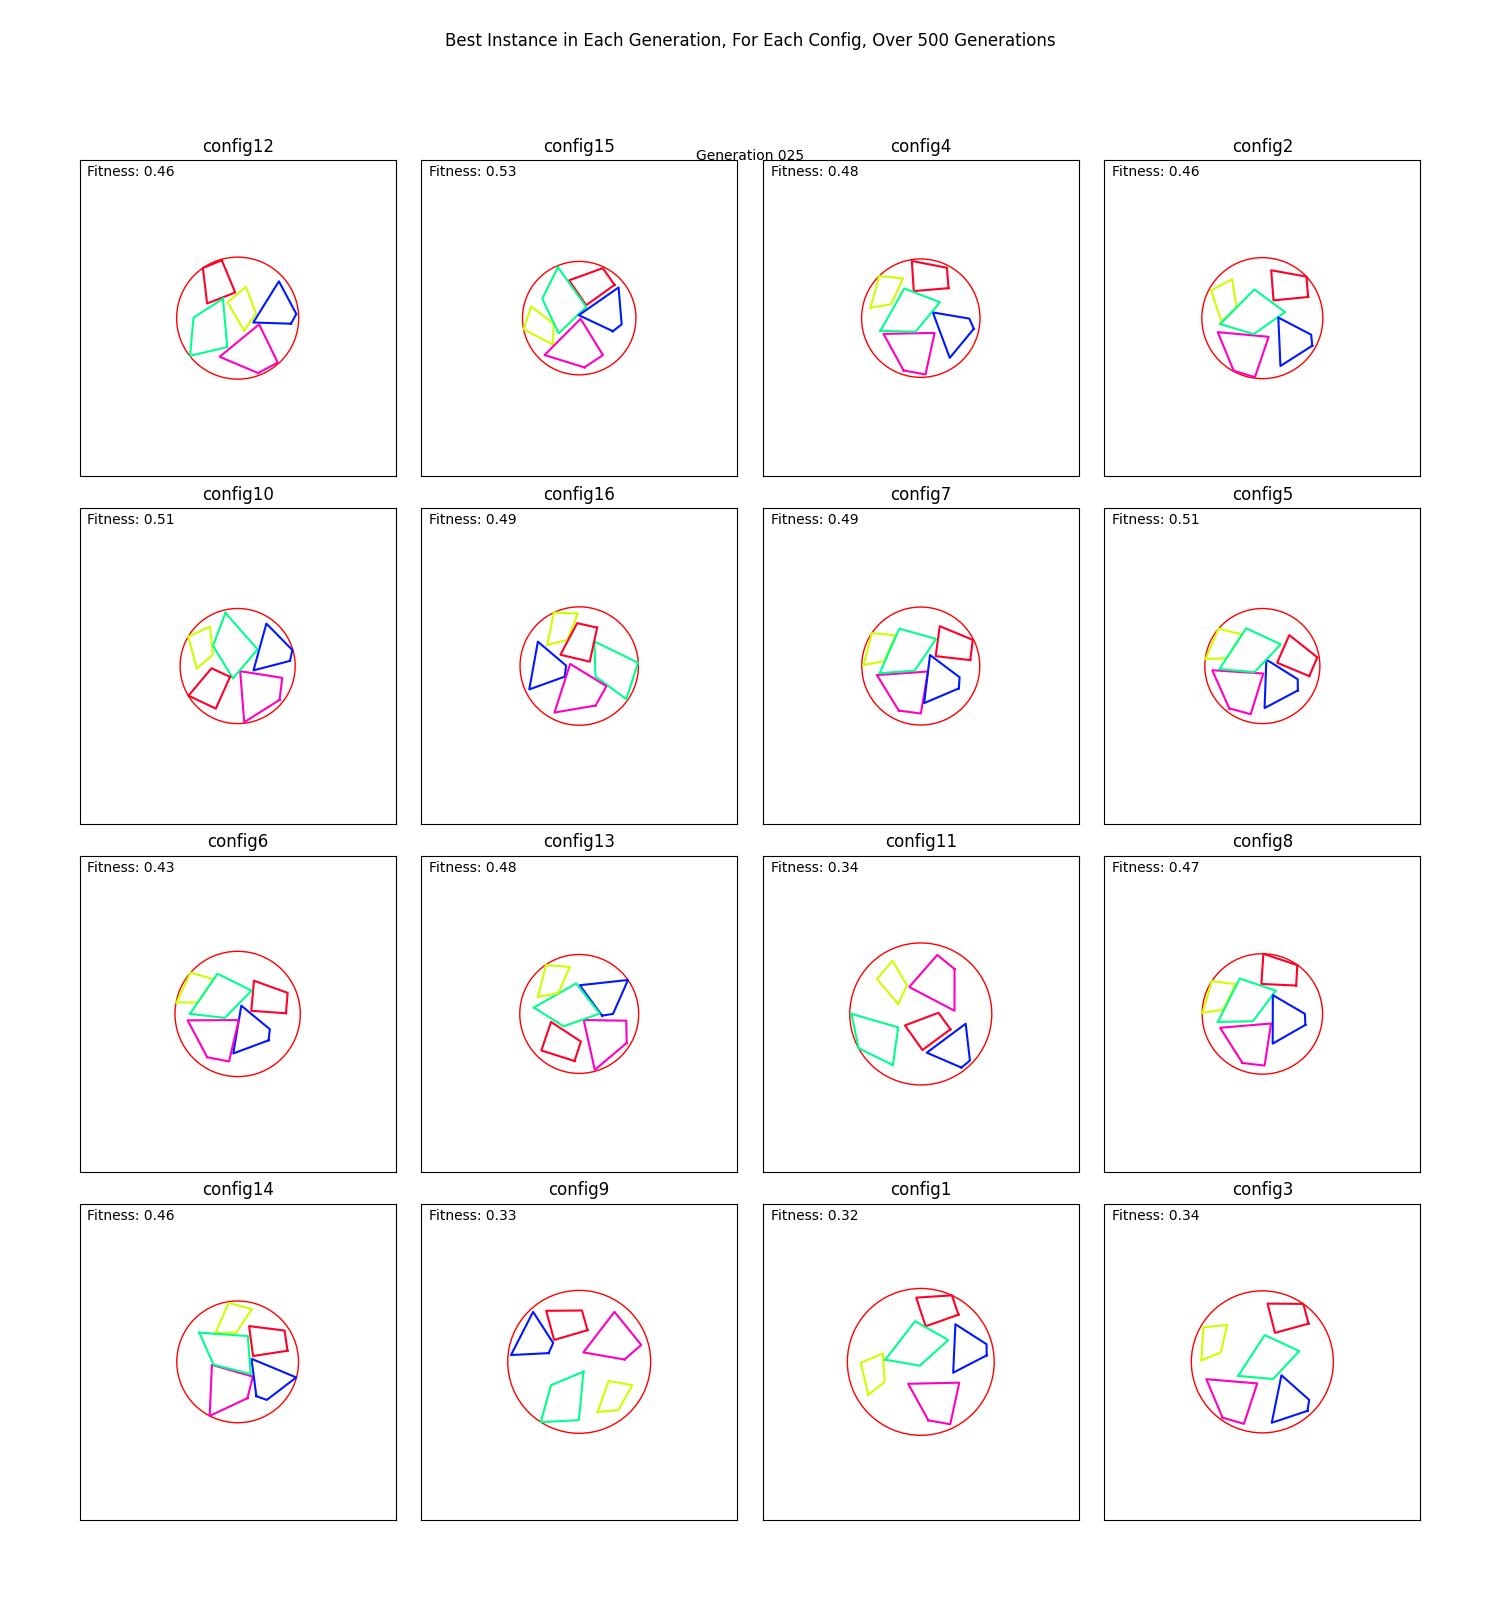 Best Instance in Each Generation, For Each Config, Over 500 Generations
Generation 025
config12
Fitness: 0.46
config15
Fitness: 0.53
config4
Fitness: 0.48
config2
Fitness: 0.46
config10
Fitness: 0.51
config16
Fitness: 0.49
config7
Fitness: 0.49
config5
Fitness: 0.51
config6
Fitness: 0.43
config13
Fitness: 0.48
config11
Fitness: 0.34
config8
Fitness: 0.47
config14
Fitness: 0.46
config9
Fitness: 0.33
config1
Fitness: 0.32
config3
Fitness: 0.34